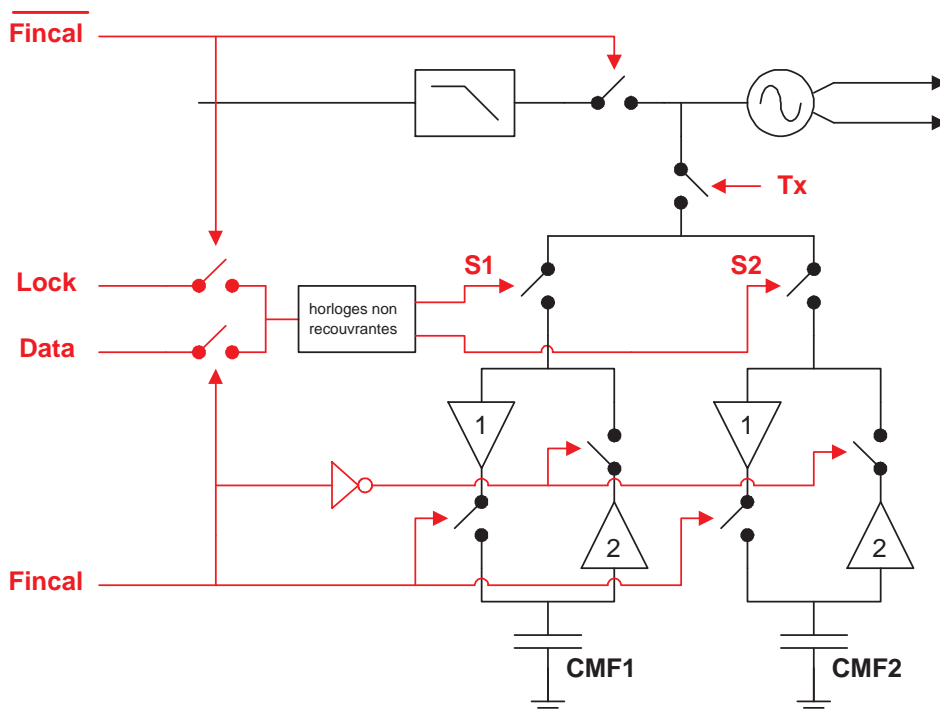 Fincal
Tx
Lock
S1
S2
horloges non
recouvrantes
Data
1
1
2
2
Fincal
CMF1
CMF2